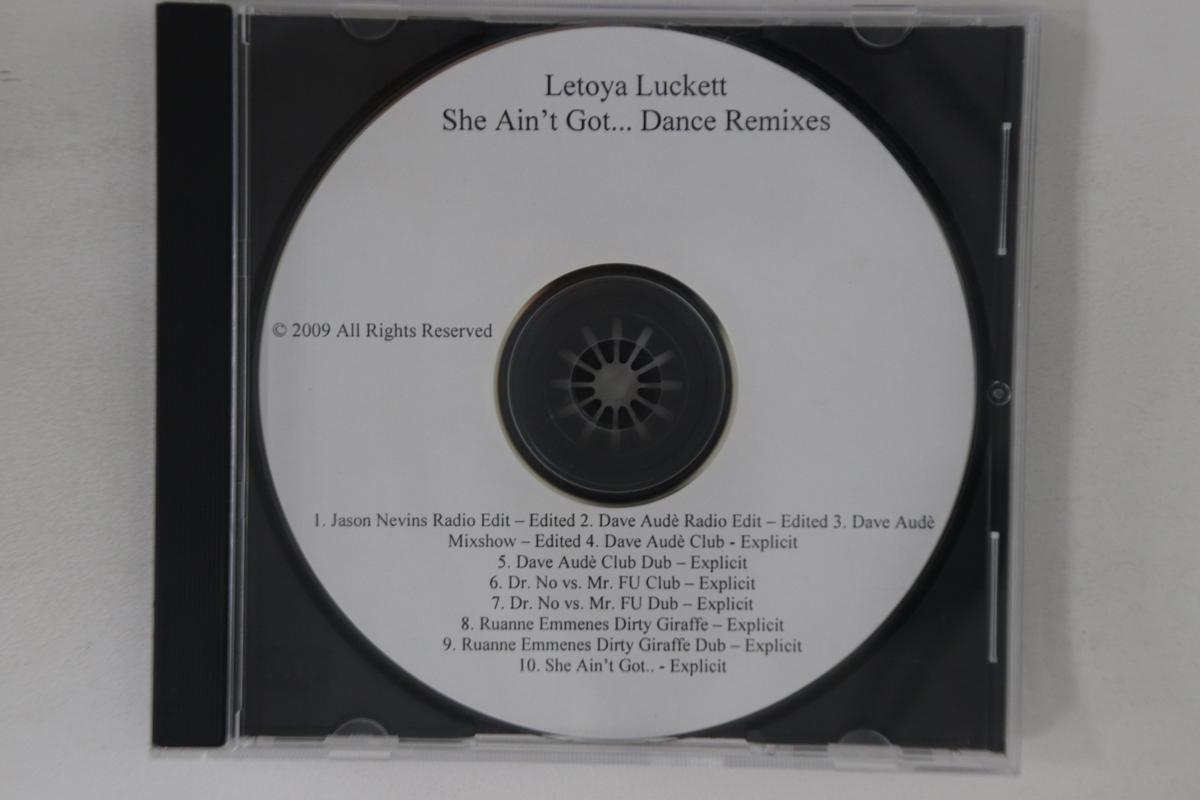 Letoya Luckett
She Ain't Got... Dance Remixes
© 2009 All Rights Reserved
1. Jason Nevins Radio Edit – Edited 2. Dave Audè Radio Edit – Edited 3. Dave Audè
Mixshow – Edited 4. Dave Audè Club - Explicit
5. Dave Audè Club Dub – Explicit
6. Dr. No vs. Mr. FU Club – Explicit
7. Dr. No vs. Mr. FU Dub – Explicit
8. Ruanne Emmenes Dirty Giraffe – Explicit
9. Ruanne Emmenes Dirty Giraffe Dub – Explicit
10. She Ain't Got.. - Explicit